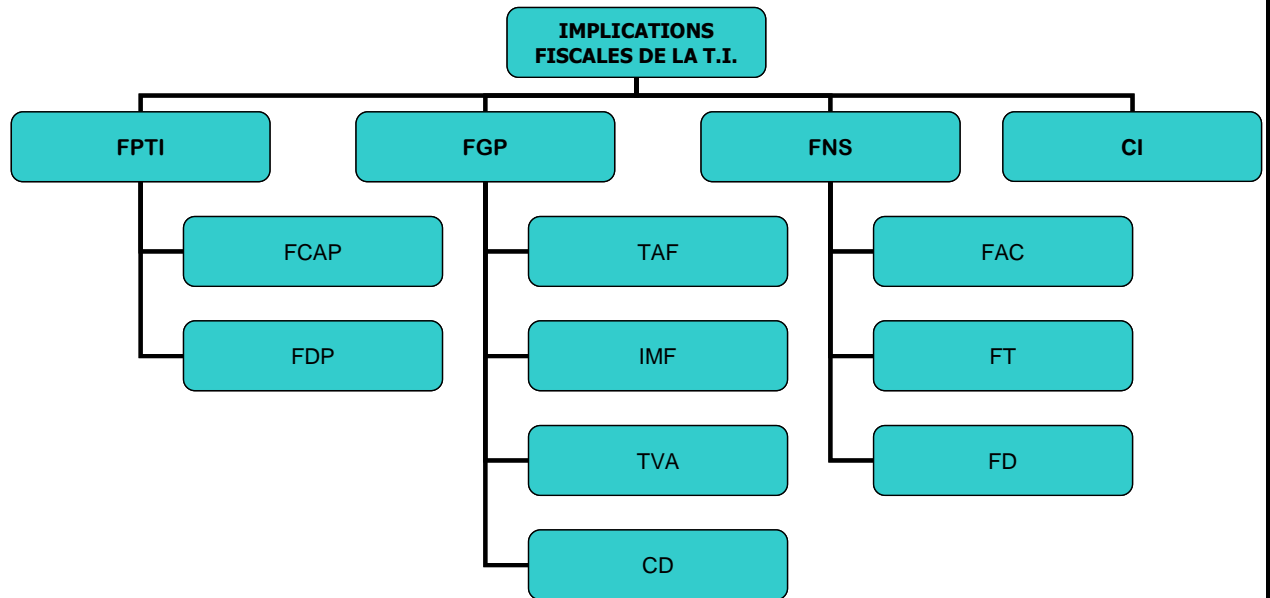 IMPLICATIONS
FISCALES DE LA T.I.
FPTI
FGP
FNS
CI
FCAP
TAF
FAC
FDP
IMF
FT
TVA
FD
CD